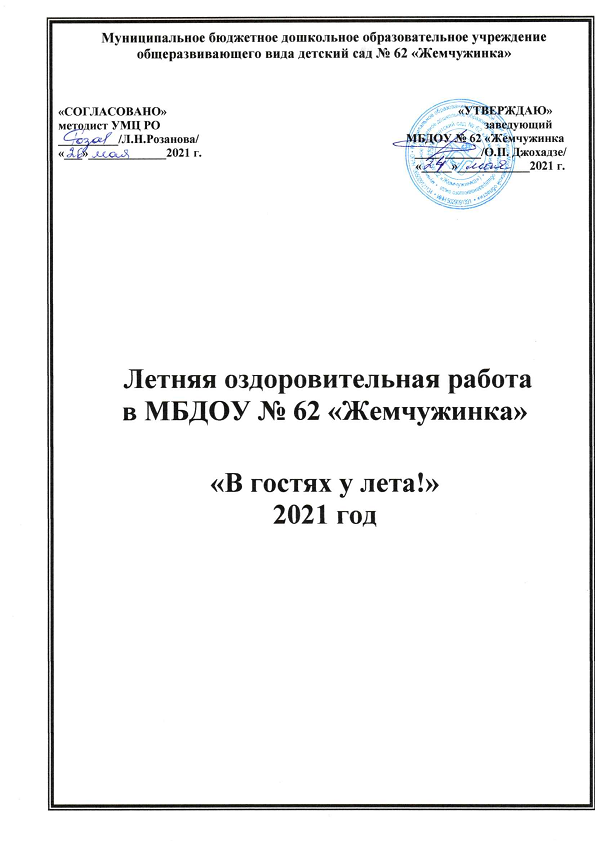 Муниципальное бюджетное дошкольное образовательное учреждение
общеразвивающего вида детский сад № 62 «Жемчужинка»
«СОГЛАСОВАНО»
методист УМЦ РО
/Л.Н.Розанова/
« » мая 2021 г.
«УТВЕРЖДАЮ»
заведующий
МБДОУ № 62 «Жемчужинка
/О.П. Джохадзе/
«24» мая 2021 г.
Летняя оздоровительная работа
в МБДОУ № 62 «Жемчужинка»
«В гостях у лета!»
2021 год